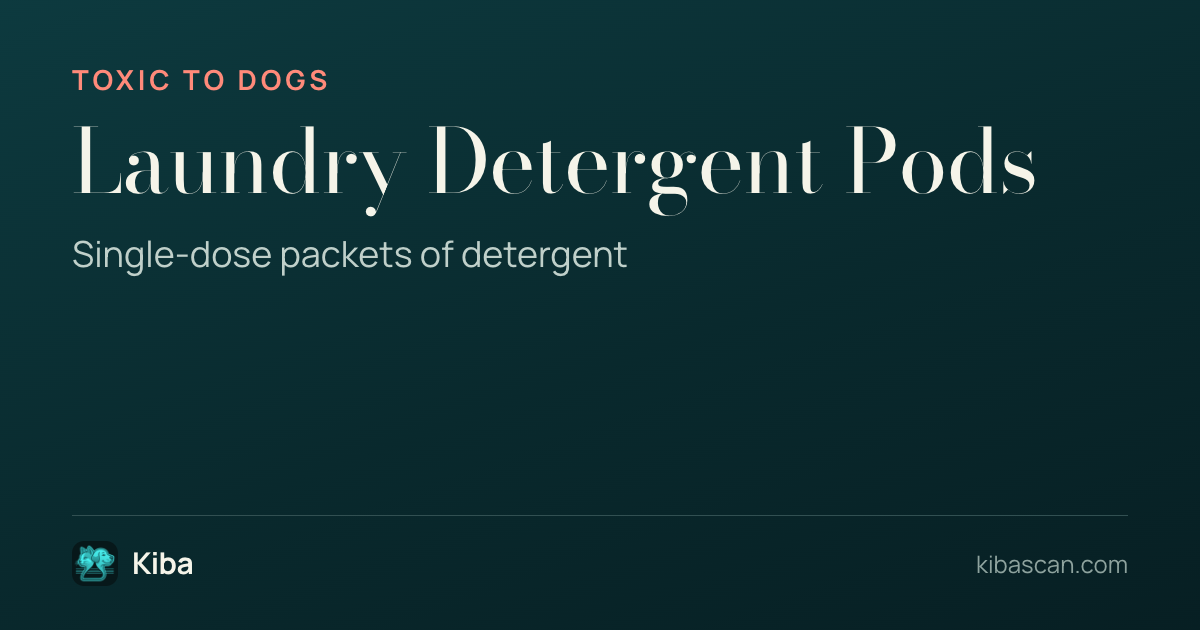 TOXIC TO DOGS
Laundry Detergent Pods
Single-dose packets of detergent
Kiba
kibascan.com